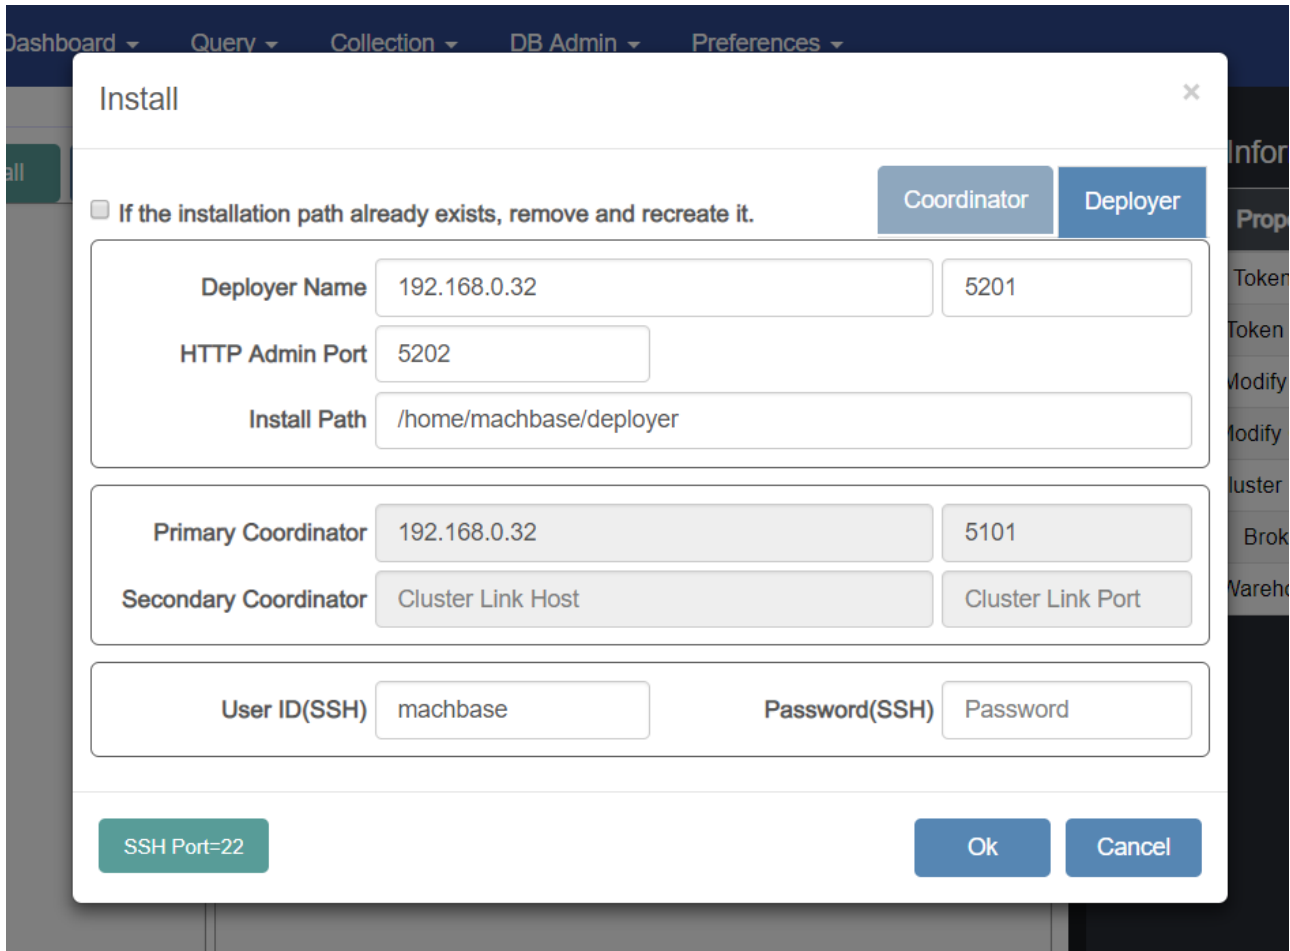 Dashboard Query Collection DB Admin Preferences
Install ×
all
Infor
Coordinator Deployer
If the installation path already exists, remove and recreate it.
Prope
Deployer Name 192.168.0.32 5201
Token
HTTP Admin Port 5202
Token
Modify
Install Path /home/machbase/deployer
Modify
luster
Primary Coordinator 192.168.0.32 5101
Brok
Secondary Coordinator Cluster Link Host Cluster Link Port
Wareho
User ID(SSH) machbase Password(SSH) Password
SSH Port=22 Ok Cancel